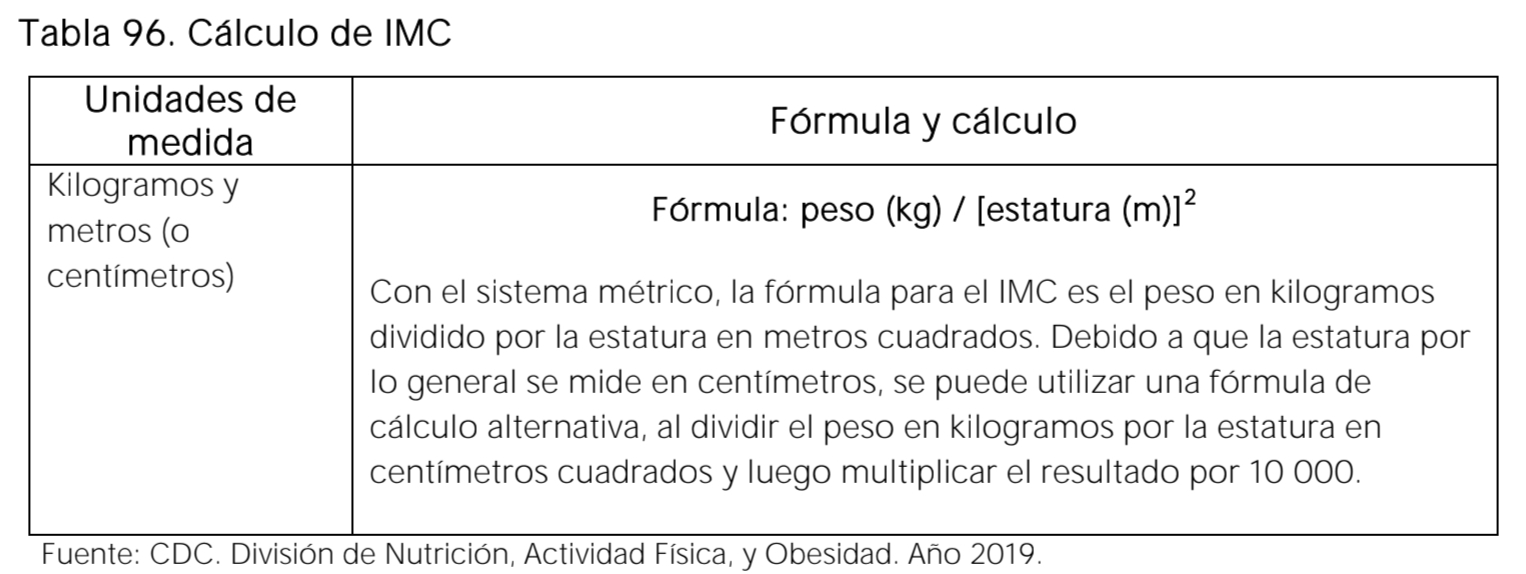 Tabla 96. Cálculo de IMC
Unidades de
medida
Fórmula y cálculo
Kilogramos y
metros (o
centímetros)
Fórmula: peso (kg) / [estatura (m)]²
Con el sistema métrico, la fórmula para el IMC es el peso en kilogramos
dividido por la estatura en metros cuadrados. Debido a que la estatura por
lo general se mide en centímetros, se puede utilizar una fórmula de
cálculo alternativa, al dividir el peso en kilogramos por la estatura en
centímetros cuadrados y luego multiplicar el resultado por 10 000.
Fuente: CDC. División de Nutrición, Actividad Física, y Obesidad. Año 2019.